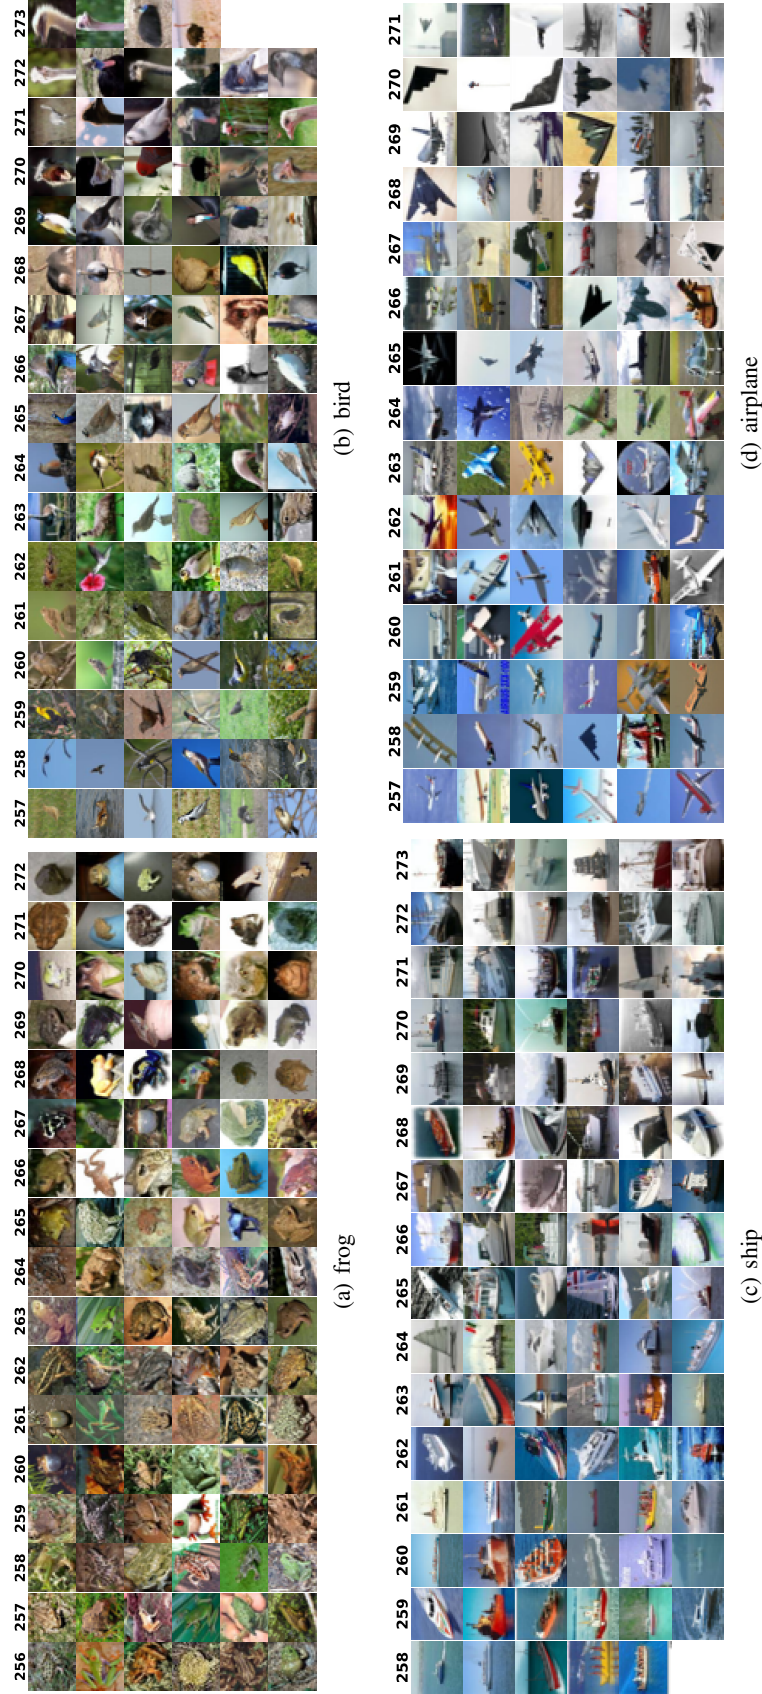 256 257 258 259 260 261 262 263 264 265 266 267 268 269 270 271 272
(a) frog
257 258 259 260 261 262 263 264 265 266 267 268 269 270 271 272 273
(b) bird
258 259 260 261 262 263 264 265 266 267 268 269 270 271 272 273
(c) ship
257 258 259 260 261 262 263 264 265 266 267 268 269 270 271
(d) airplane